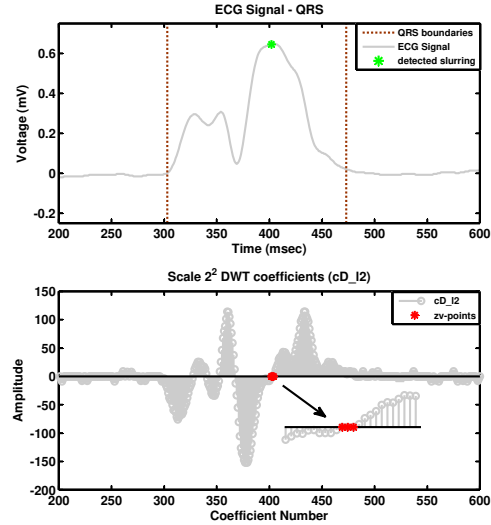 ECG Signal - QRS
QRS boundaries
ECG Signal
detected slurring
0.6
0.4
0.2
0
-0.2
Voltage (mV)
200 250 300 350 400 450 500 550 600
Time (msec)
Scale 2² DWT coefficients (cD_l2)
cD_l2
zv-points
150
100
50
0
-50
-100
-150
-200
Amplitude
200 250 300 350 400 450 500 550 600
Coefficient Number